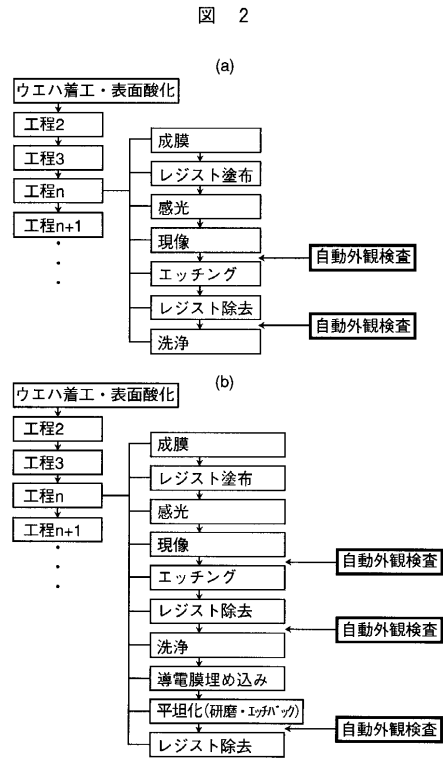 図 2
(a)
ウエハ着工・表面酸化
工程2
工程3
工程n
工程n+1
・
・
・
成膜
レジスト塗布
感光
現像
エッチング
レジスト除去
洗浄
自動外観検査
自動外観検査
(b)
ウエハ着工・表面酸化
工程2
工程3
工程n
工程n+1
・
・
・
成膜
レジスト塗布
感光
現像
エッチング
レジスト除去
洗浄
導電膜埋め込み
平坦化(研磨・エッチバック)
レジスト除去
自動外観検査
自動外観検査
自動外観検査